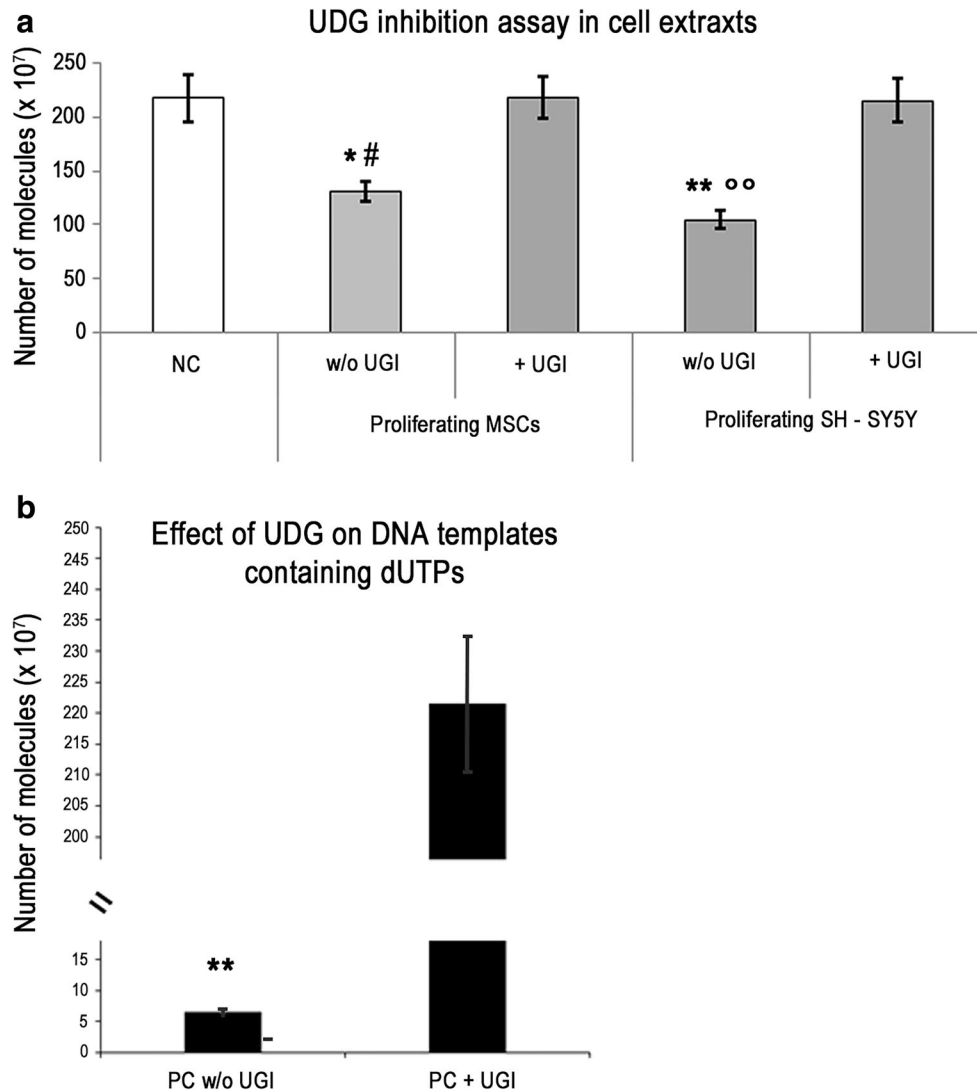 a
UDG inhibition assay in cell extraxts
Number of molecules (x 10⁷)
250
200
150
100
50
0
* #
** °°
NC
w/o UGI
+ UGI
w/o UGI
+ UGI
Proliferating MSCs
Proliferating SH - SY5Y
b
Effect of UDG on DNA templates
containing dUTPs
Number of molecules (x 10⁷)
250
245
240
235
230
225
220
215
210
205
200
15
10
5
0
**
PC w/o UGI
PC + UGI